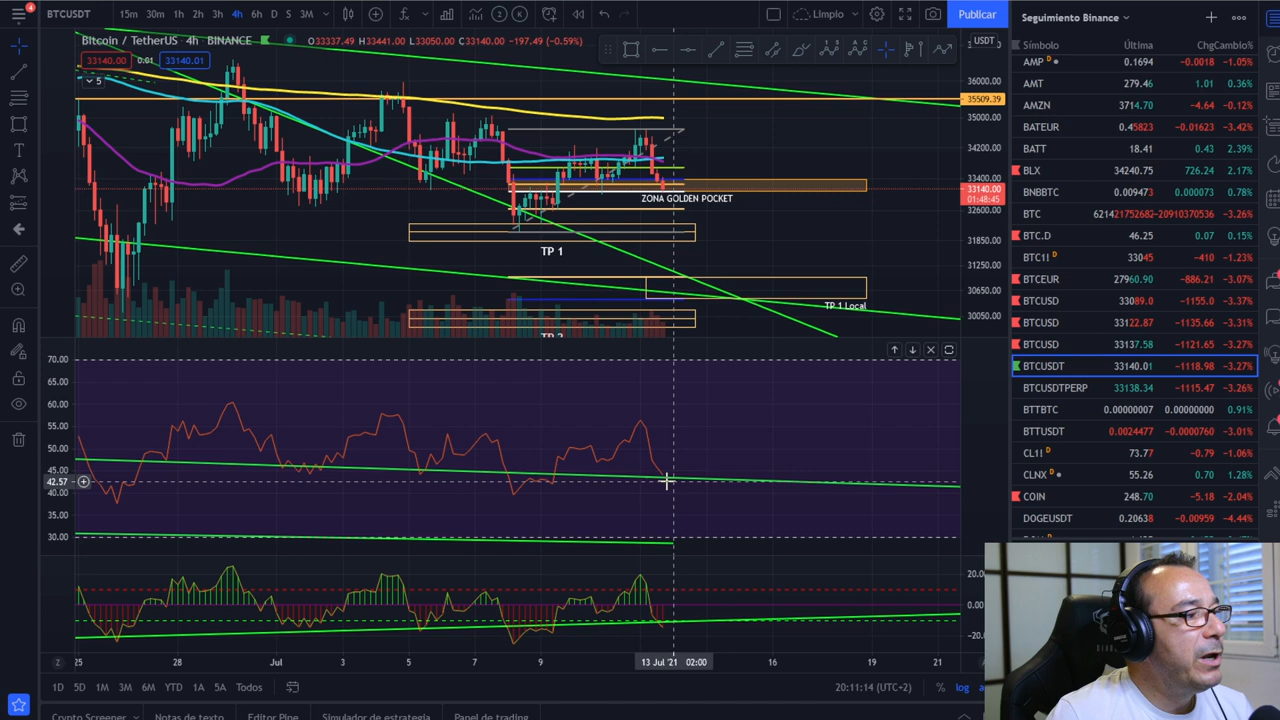 4
BTCUSDT 15m 30m 1h 2h 3h 4h 6h D S 3M 2 K Limpio Publicar
Seguimiento Binance
Bitcoin / TetherUS 4h BINANCE O33337.49 H33441.00 L33050.00 C33140.00 −197.49 (−0.59%)
33140.00 0.01 33140.01
5
USDT
36000.00
35509.39
35000.00
34200.00
33400.00
33140.00
01:48:45
32600.00
31850.00
31250.00
30650.00
30050.00
ZONA GOLDEN POCKET
TP 1
TP 1 Local
TP 2
70.00
65.00
60.00
55.00
50.00
45.00
42.57
40.00
35.00
30.00
20.00
0.00
25 28 Jul 3 5 7 9 13 Jul '21 02:00 16 19 21
1D 5D 1M 3M 6M YTD 1A 5A Todos 20:11:14 (UTC+2) % log
Crypto Screener Notas de texto Editor Pine Simulador de estrategia Panel de trading
Símbolo Última Chg Cambio%
AMP D 0.1694 −0.0018 −1.05%
AMT 279.46 1.01 0.36%
AMZN 3714.70 −4.64 −0.12%
BATEUR 0.45823 −0.01623 −3.42%
BATT 18.41 0.43 2.39%
BLX 34240.75 726.24 2.17%
BNBBTC 0.009473 0.000073 0.78%
BTC −3.26%
BTC.D 46.25 0.07 0.15%
BTC1! D 33045 −410 −1.23%
BTCEUR 27960.90 −886.21 −3.07%
BTCUSD 33089.0 −1155.0 −3.37%
BTCUSD 33122.87 −1135.66 −3.31%
BTCUSD 33137.58 −1121.65 −3.27%
BTCUSDT 33140.01 −1118.98 −3.27%
BTCUSDTPERP 33138.34 −1115.47 −3.26%
BTTBTC 0.00000007 0.00000000 0.91%
BTTUSDT 0.0024477 −0.0000760 −3.01%
CL1! D 73.77 −0.79 −1.06%
CLNX D 55.26 0.70 1.28%
COIN 248.70 −5.18 −2.04%
DOGEUSDT 0.20638 −0.00959 −4.44%